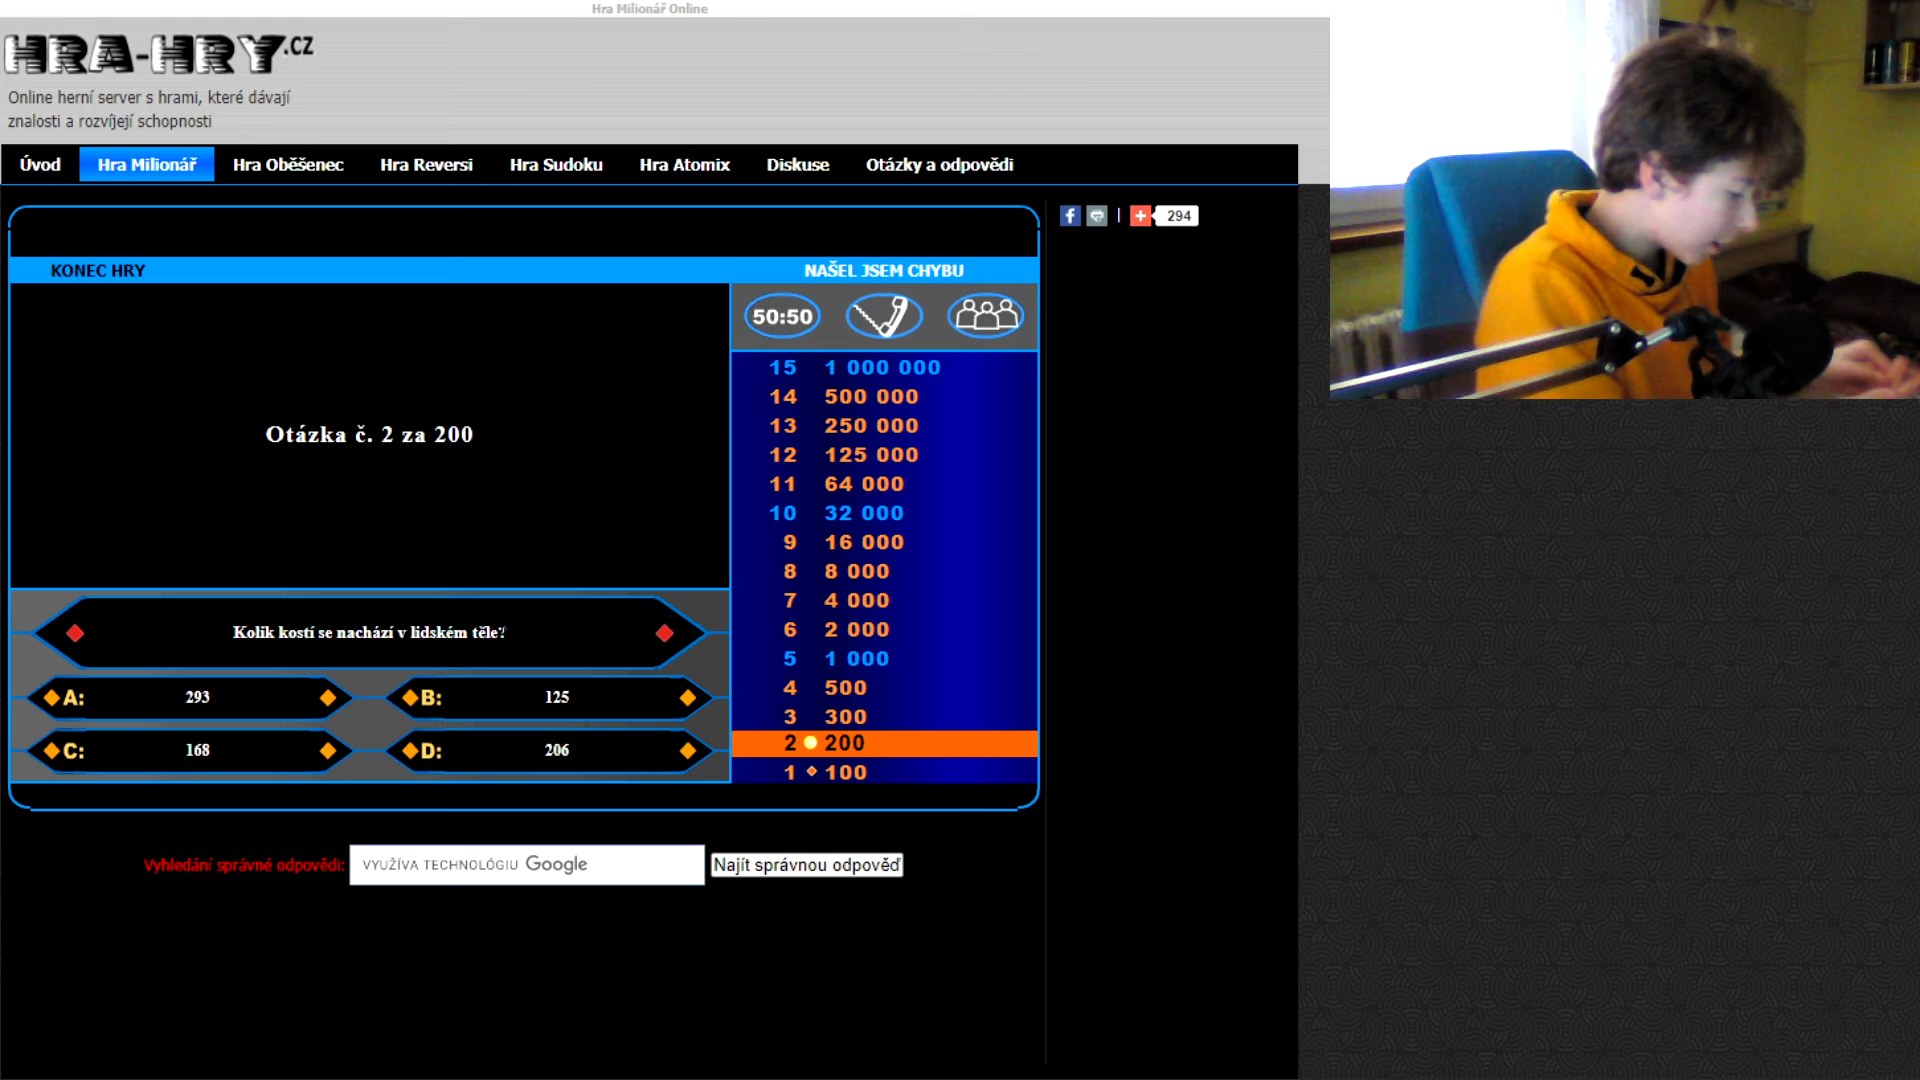 Hra Milionář Online
HRA-HRY.CZ
Online herní server s hrami, které dávají
znalosti a rozvíjejí schopnosti
Úvod Hra Milionář Hra Oběšenec Hra Reversi Hra Sudoku Hra Atomix Diskuse Otázky a odpovědi
294
KONEC HRY NAŠEL JSEM CHYBU
50:50
Otázka č. 2 za 200
15 1 000 000
14 500 000
13 250 000
12 125 000
11 64 000
10 32 000
9 16 000
8 8 000
7 4 000
6 2 000
5 1 000
4 500
3 300
2 200
1 100
Kolik kostí se nachází v lidském těle?
A: 293
B: 125
C: 168
D: 206
Vyhledání správné odpovědi: VYUŽÍVA TECHNOLÓGIU Google Najít správnou odpověď